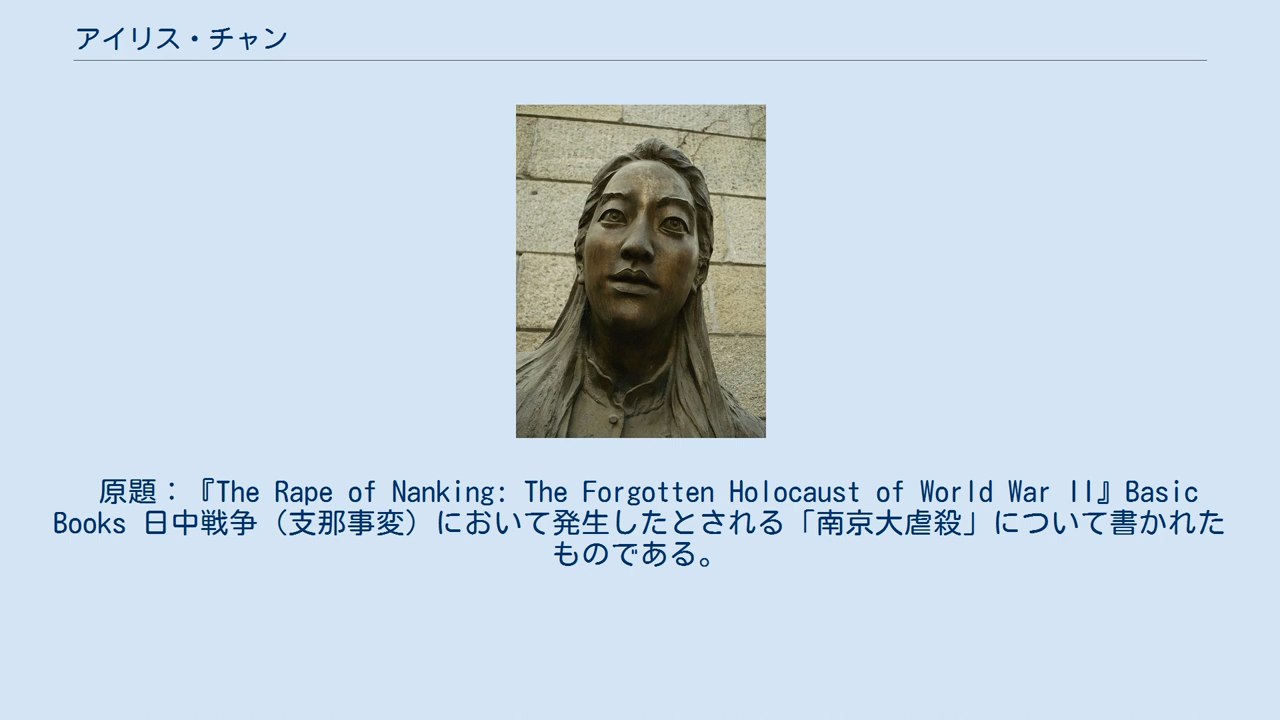 アイリス・チャン
原題：『The Rape of Nanking: The Forgotten Holocaust of World War II』Basic
Books 日中戦争（支那事変）において発生したとされる「南京大虐殺」について書かれた
ものである。